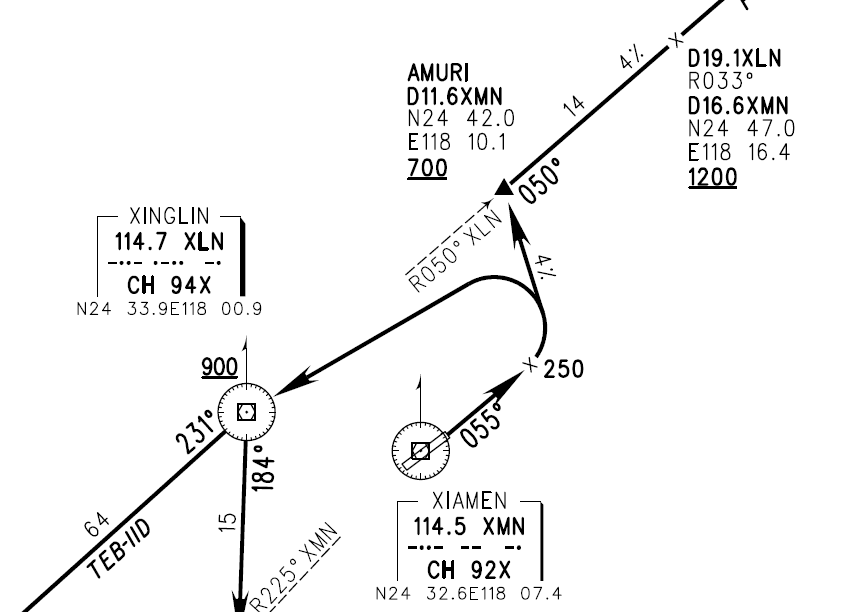 AMURI
D11.6XMN
N24 42.0
E118 10.1
700
4%
14
D19.1XLN
R033°
D16.6XMN
N24 47.0
E118 16.4
1200
050°
XINGLIN
114.7 XLN
CH 94X
N24 33.9E118 00.9
R050° XLN
4%
900
250
231°
184°
055°
64
TEB-11D
15
R225° XMN
XIAMEN
114.5 XMN
CH 92X
N24 32.6E118 07.4